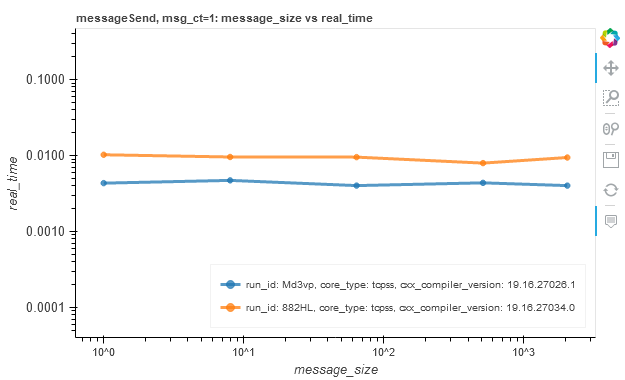 messageSend, msg_ct=1: message_size vs real_time
0.1000
0.0100
0.0010
0.0001
real_time
10^0
10^1
10^2
10^3
message_size
run_id: Md3vp, core_type: tcpss, cxx_compiler_version: 19.16.27026.1
run_id: 882HL, core_type: tcpss, cxx_compiler_version: 19.16.27034.0